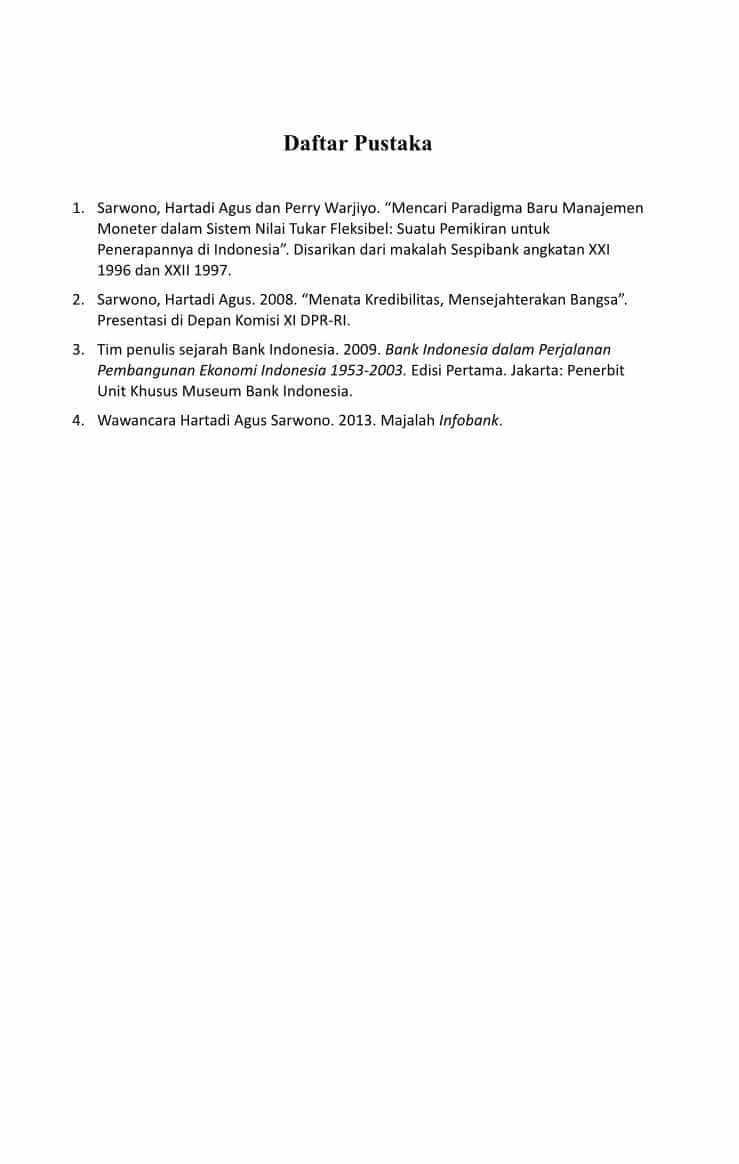 Daftar Pustaka
1. Sarwono, Hartadi Agus dan Perry Warjiyo. “Mencari Paradigma Baru Manajemen
Moneter dalam Sistem Nilai Tukar Fleksibel: Suatu Pemikiran untuk
Penerapannya di Indonesia”. Disarikan dari makalah Sespibank angkatan XXI
1996 dan XXII 1997.
2. Sarwono, Hartadi Agus. 2008. “Menata Kredibilitas, Mensejahterakan Bangsa”.
Presentasi di Depan Komisi XI DPR-RI.
3. Tim penulis sejarah Bank Indonesia. 2009. Bank Indonesia dalam Perjalanan
Pembangunan Ekonomi Indonesia 1953-2003. Edisi Pertama. Jakarta: Penerbit
Unit Khusus Museum Bank Indonesia.
4. Wawancara Hartadi Agus Sarwono. 2013. Majalah Infobank.